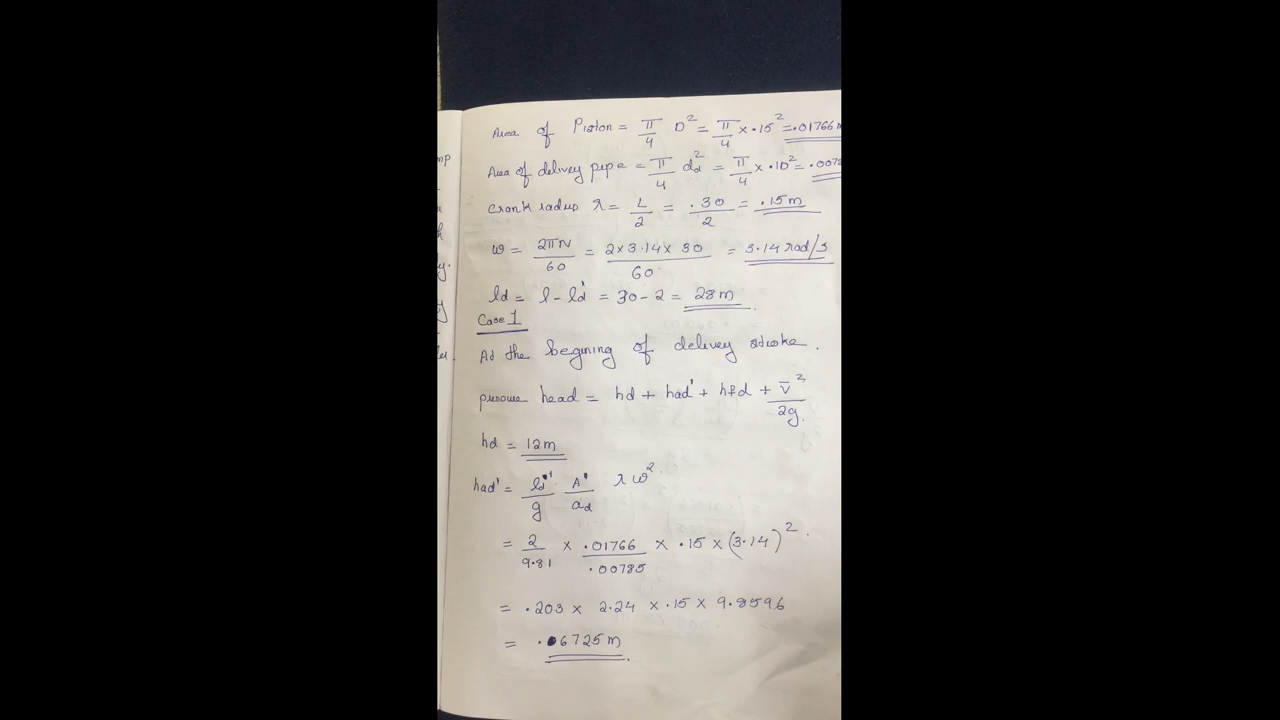 Area of Piston = π/4 D² = π/4 × .15² = .01766 m
Area of delivey pipe = π/4 dd² = π/4 × .10² = .0078
Crank radius r = L/2 = .30/2 = .15m
ω = 2πN/60 = 2×3.14×30/60 = 3.14 rad/s
ld = l - ld' = 30 - 2 = 28m
Case 1
At the begining of delivey stroke.
pressure head = hd + had' + hfd + v̄²/2g
hd = 12m
had' = ld'/g A'/ad r ω²
= 2/9.81 × .01766/.00785 × .15 × (3.14)²
= .203 × 2.24 × .15 × 9.8596
= .6725 m